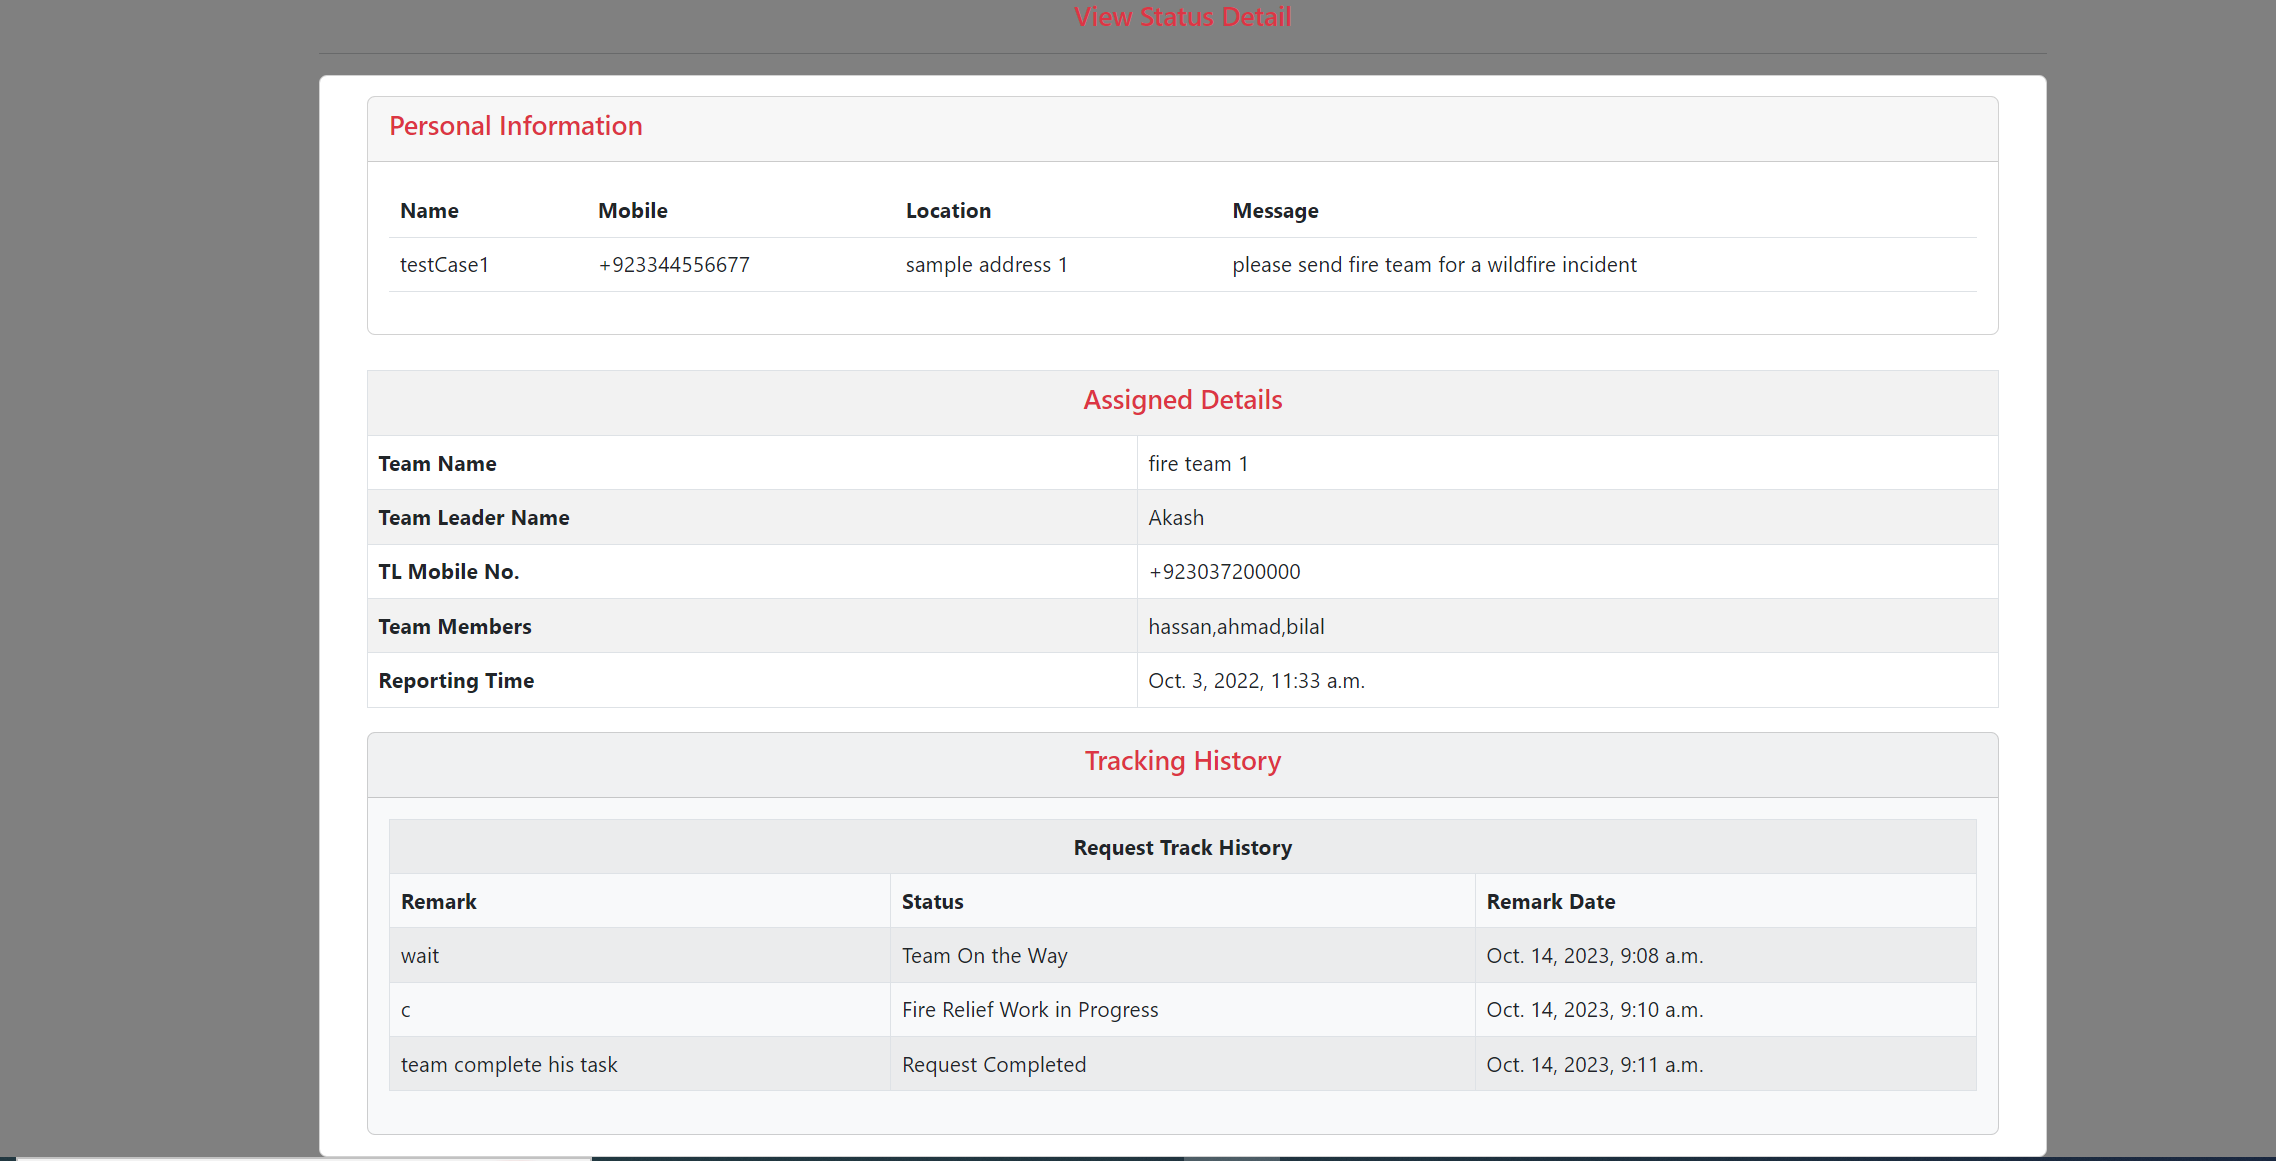 View Status Detail
Personal Information
Name Mobile Location Message
testCase1 +923344556677 sample address 1 please send fire team for a wildfire incident
Assigned Details
Team Name fire team 1
Team Leader Name Akash
TL Mobile No. +923037200000
Team Members hassan,ahmad,bilal
Reporting Time Oct. 3, 2022, 11:33 a.m.
Tracking History
Request Track History
Remark Status Remark Date
wait Team On the Way Oct. 14, 2023, 9:08 a.m.
c Fire Relief Work in Progress Oct. 14, 2023, 9:10 a.m.
team complete his task Request Completed Oct. 14, 2023, 9:11 a.m.